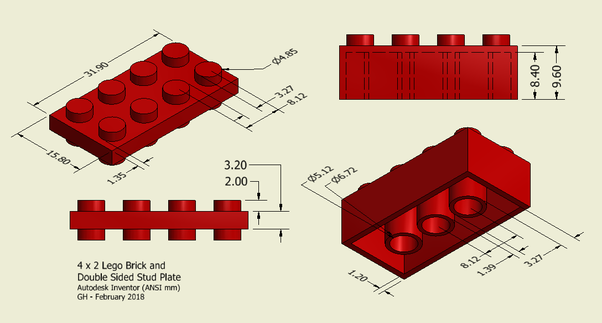 31.90
Ø4.85
3.27
8.12
15.80
1.35
8.40
9.60
3.20
2.00
Ø5.12
Ø6.72
8.12
1.39
3.27
1.20
4 x 2 Lego Brick and
Double Sided Stud Plate
Autodesk Inventor (ANSI mm)
GH - February 2018